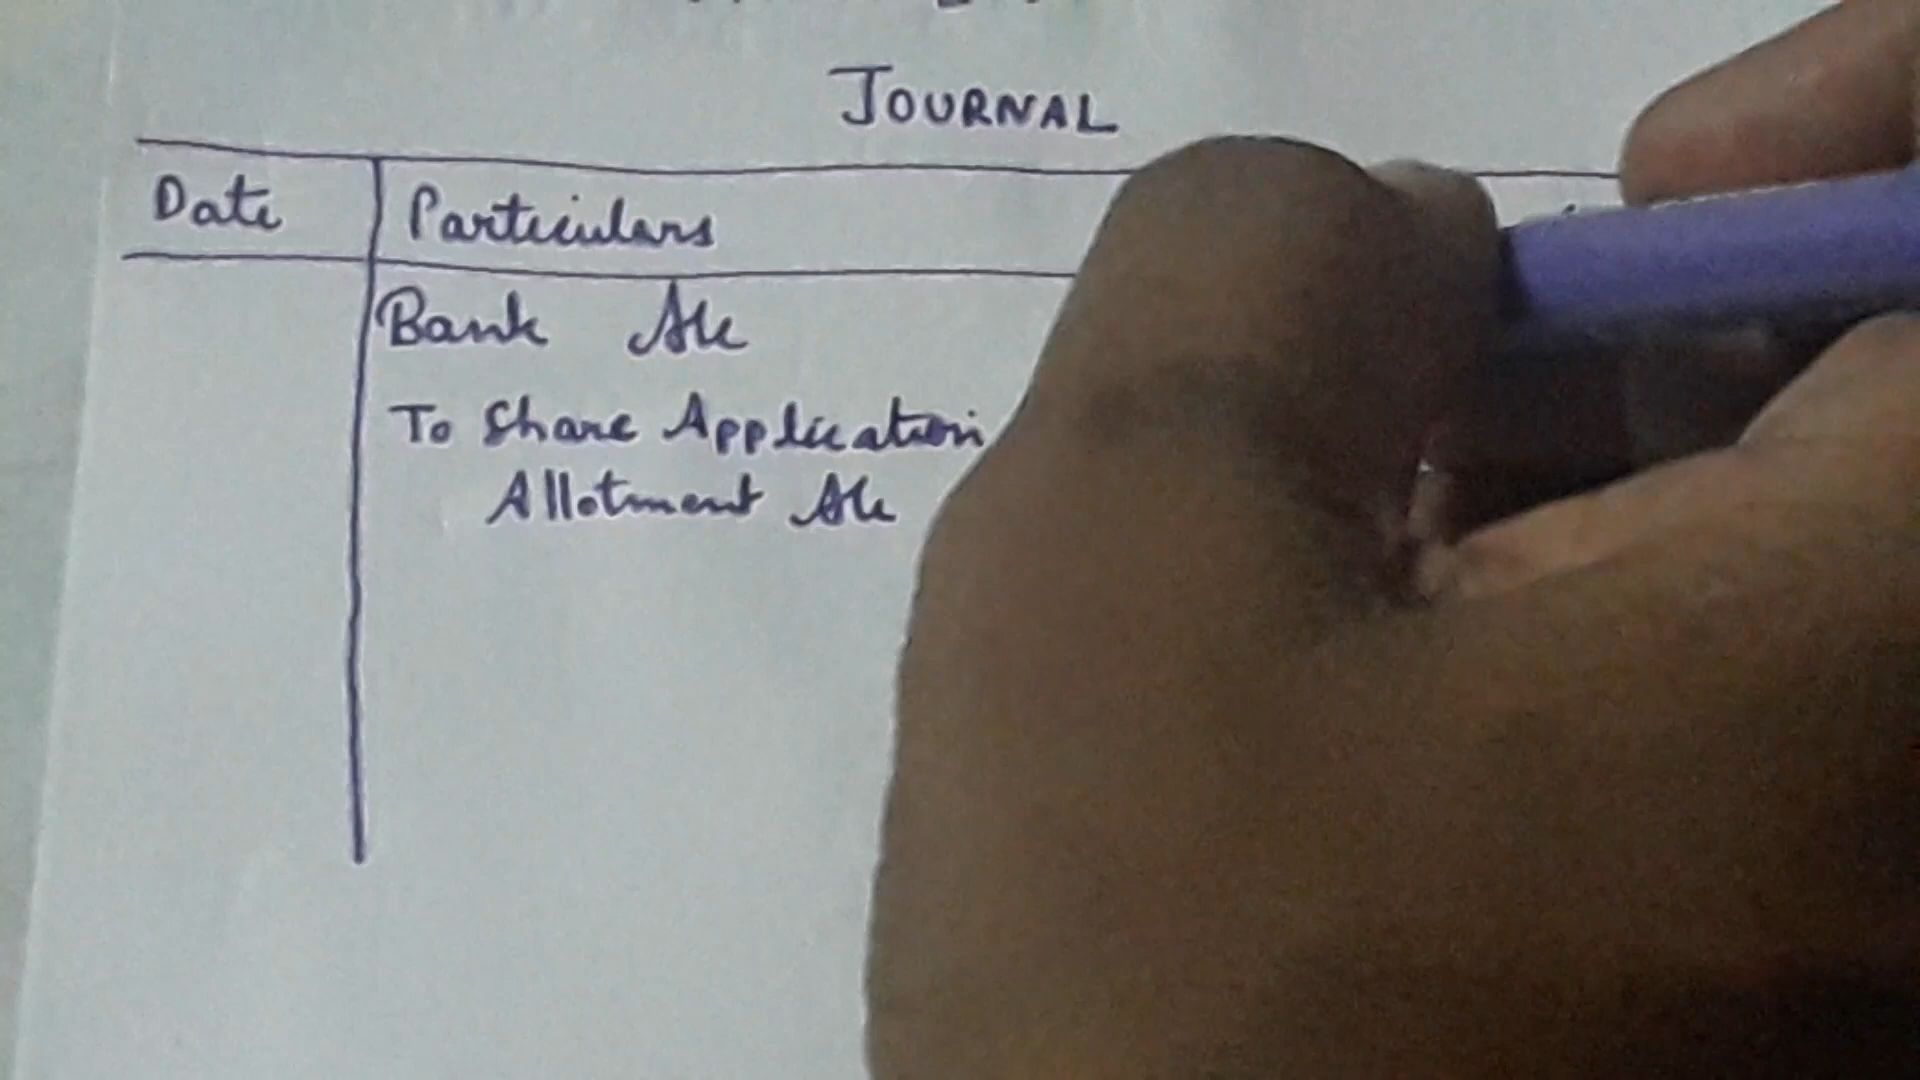 JOURNAL
Date Particulars
Bank A/c
To Share Application
Allotment A/c